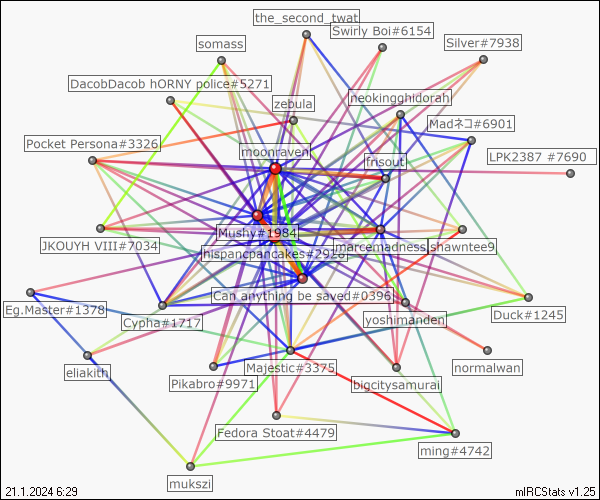 the_second_twat
Swirly Boi#6154
somass
Silver#7938
DacobDacob hORNY police#5271
neokingghidorah
zebula
Madネコ#6901
Pocket Persona#3326
moonraven
frisout
LPK2387 #7690
Mushy#1984
JKOUYH VIII#7034
hispancpancakes#2928
marcemadness
shawntee9
Can anything be saved#0396
Eg.Master#1378
Cypha#1717
yoshimanden
Duck#1245
eliakith
Pikabro#9971
Majestic#3375
bigcitysamurai
normalwan
Fedora Stoat#4479
ming#4742
mukszi
21.1.2024 6:29
mIRCStats v1.25